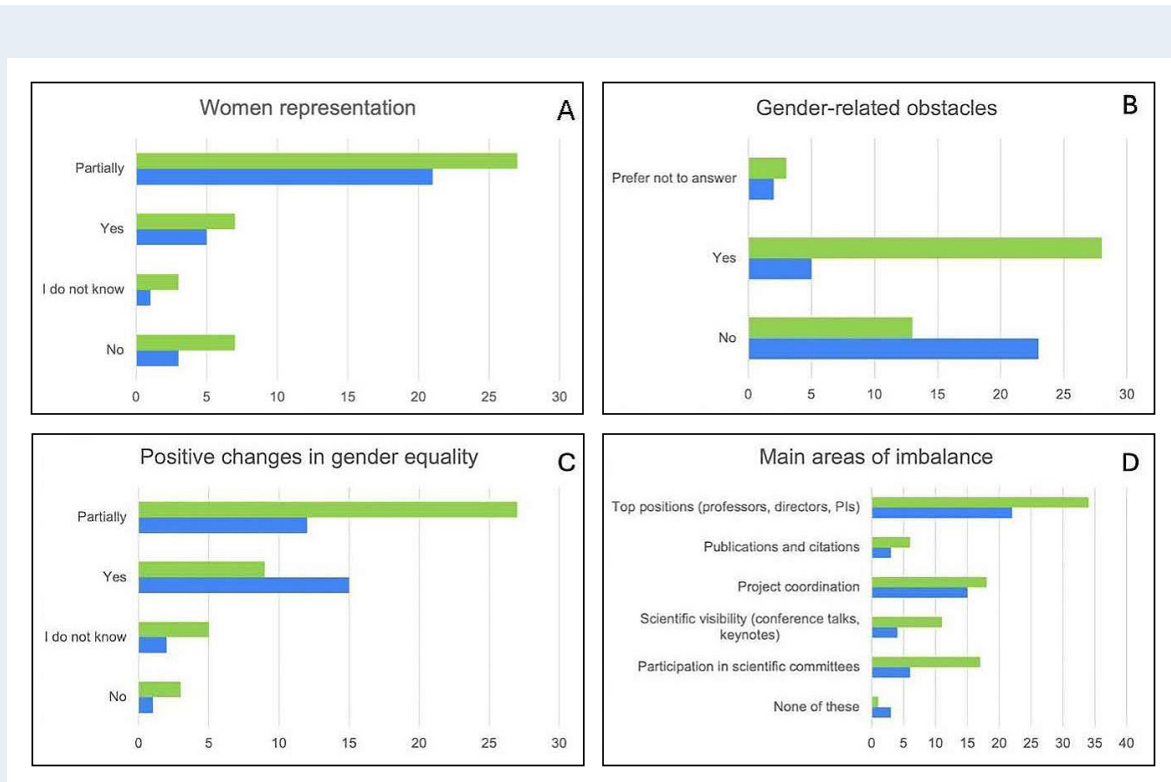 Women representation
A
Partially
Yes
I do not know
No
0 5 10 15 20 25 30
Gender-related obstacles
B
Prefer not to answer
Yes
No
0 5 10 15 20 25 30
Positive changes in gender equality
C
Partially
Yes
I do not know
No
0 5 10 15 20 25 30
Main areas of imbalance
D
Top positions (professors, directors, PIs)
Publications and citations
Project coordination
Scientific visibility (conference talks,
keynotes)
Participation in scientific committees
None of these
0 5 10 15 20 25 30 35 40